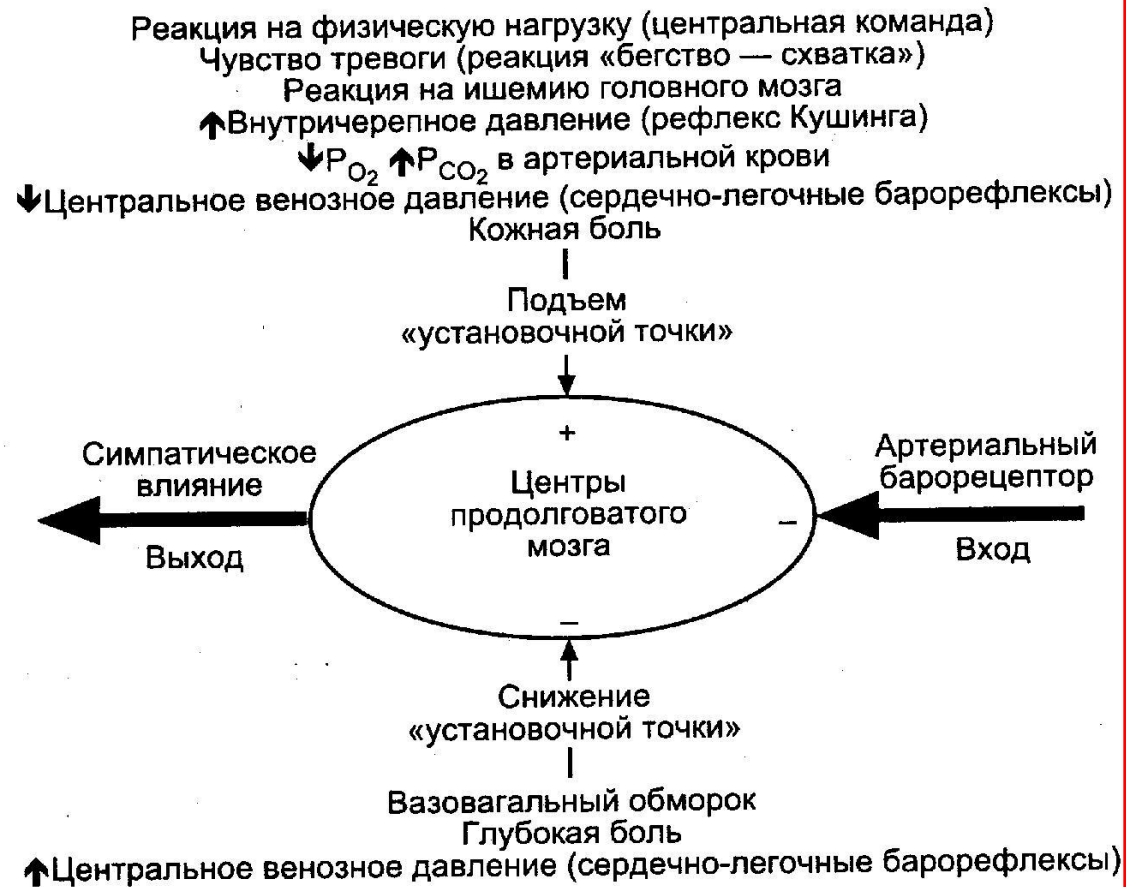 Реакция на физическую нагрузку (центральная команда)
Чувство тревоги (реакция «бегство — схватка»)
Реакция на ишемию головного мозга
↑Внутричерепное давление (рефлекс Кушинга)
↓PO2 ↑PCO2 в артериальной крови
↓Центральное венозное давление (сердечно-легочные барорефлексы)
Кожная боль
Подъем
«установочной точки»
+
Симпатическое
влияние
Выход
Центры
продолговатого
мозга
–
Артериальный
барорецептор
Вход
–
Снижение
«установочной точки»
Вазовагальный обморок
Глубокая боль
↑Центральное венозное давление (сердечно-легочные барорефлексы)